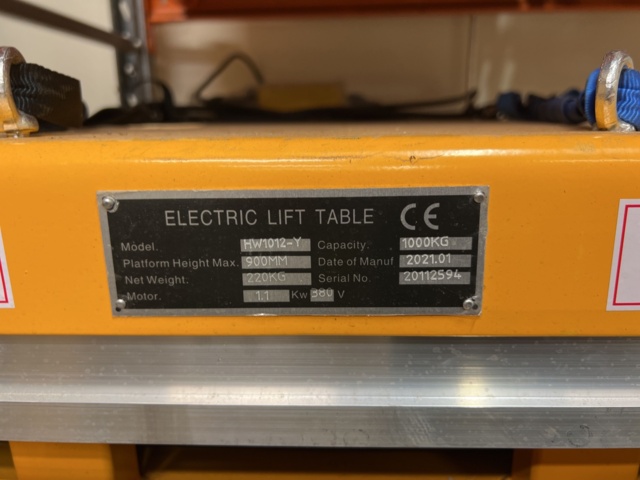 ELECTRIC LIFT TABLE CE
Model. HW1012-Y Capacity. 1000KG
Platform Height Max. 900MM Date of Manuf 2021.01
Net Weight. 220KG Serial No. 20112594
Motor. 1.1 Kw 380 V